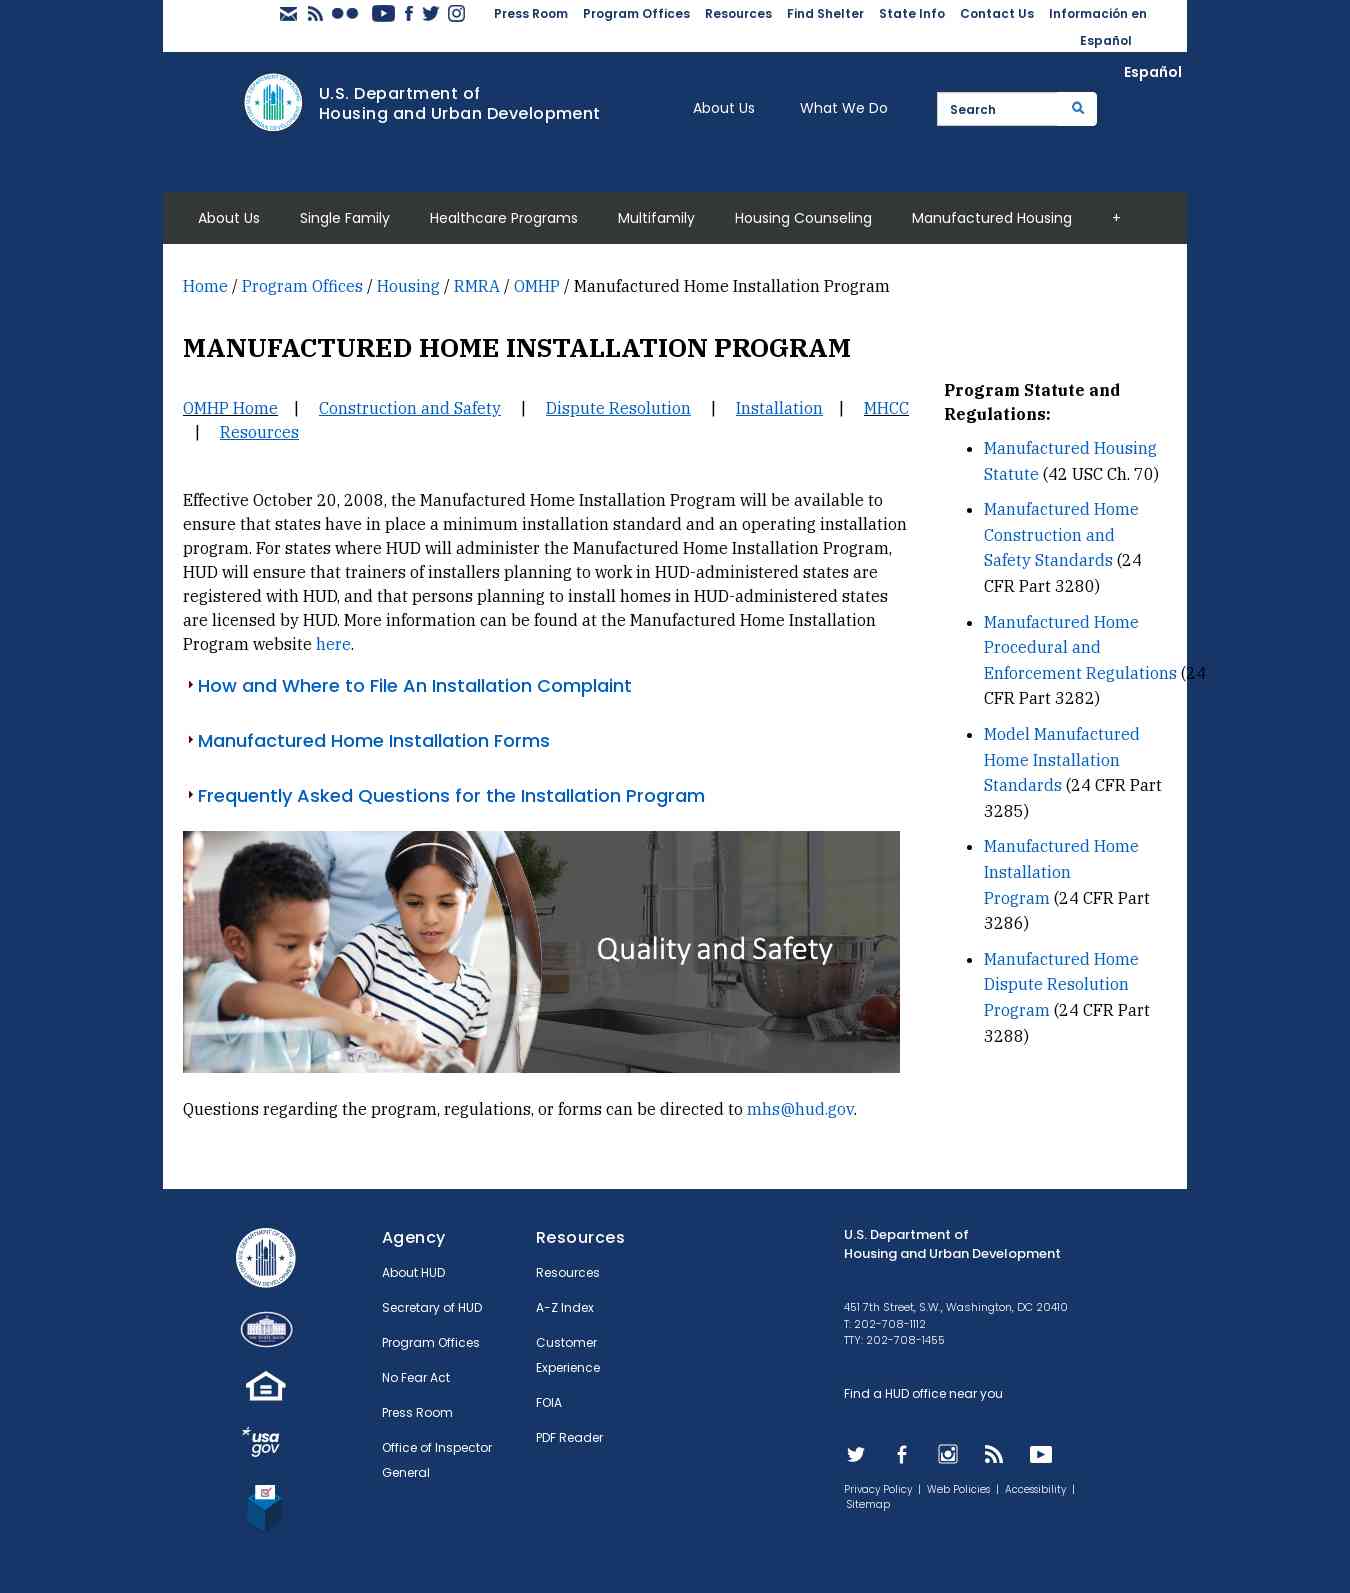 Press Room Program Offices Resources Find Shelter State Info Contact Us Información en
Español
Español
U.S. Department of
Housing and Urban Development
About Us What We Do
Search
About Us Single Family Healthcare Programs Multifamily Housing Counseling Manufactured Housing +
Home / Program Offices / Housing / RMRA / OMHP / Manufactured Home Installation Program
MANUFACTURED HOME INSTALLATION PROGRAM
OMHP Home | Construction and Safety | Dispute Resolution | Installation | MHCC
| Resources
Effective October 20, 2008, the Manufactured Home Installation Program will be available to
ensure that states have in place a minimum installation standard and an operating installation
program. For states where HUD will administer the Manufactured Home Installation Program,
HUD will ensure that trainers of installers planning to work in HUD-administered states are
registered with HUD, and that persons planning to install homes in HUD-administered states
are licensed by HUD. More information can be found at the Manufactured Home Installation
Program website here.
How and Where to File An Installation Complaint
Manufactured Home Installation Forms
Frequently Asked Questions for the Installation Program
Quality and Safety
Questions regarding the program, regulations, or forms can be directed to mhs@hud.gov.
Program Statute and
Regulations:
Manufactured Housing
Statute (42 USC Ch. 70)
Manufactured Home
Construction and
Safety Standards (24
CFR Part 3280)
Manufactured Home
Procedural and
Enforcement Regulations (24
CFR Part 3282)
Model Manufactured
Home Installation
Standards (24 CFR Part
3285)
Manufactured Home
Installation
Program (24 CFR Part
3286)
Manufactured Home
Dispute Resolution
Program (24 CFR Part
3288)
usa
gov
Agency
About HUD
Secretary of HUD
Program Offices
No Fear Act
Press Room
Office of Inspector
General
Resources
Resources
A-Z Index
Customer
Experience
FOIA
PDF Reader
U.S. Department of
Housing and Urban Development
451 7th Street, S.W., Washington, DC 20410
T: 202-708-1112
TTY: 202-708-1455
Find a HUD office near you
Privacy Policy | Web Policies | Accessibility |
Sitemap